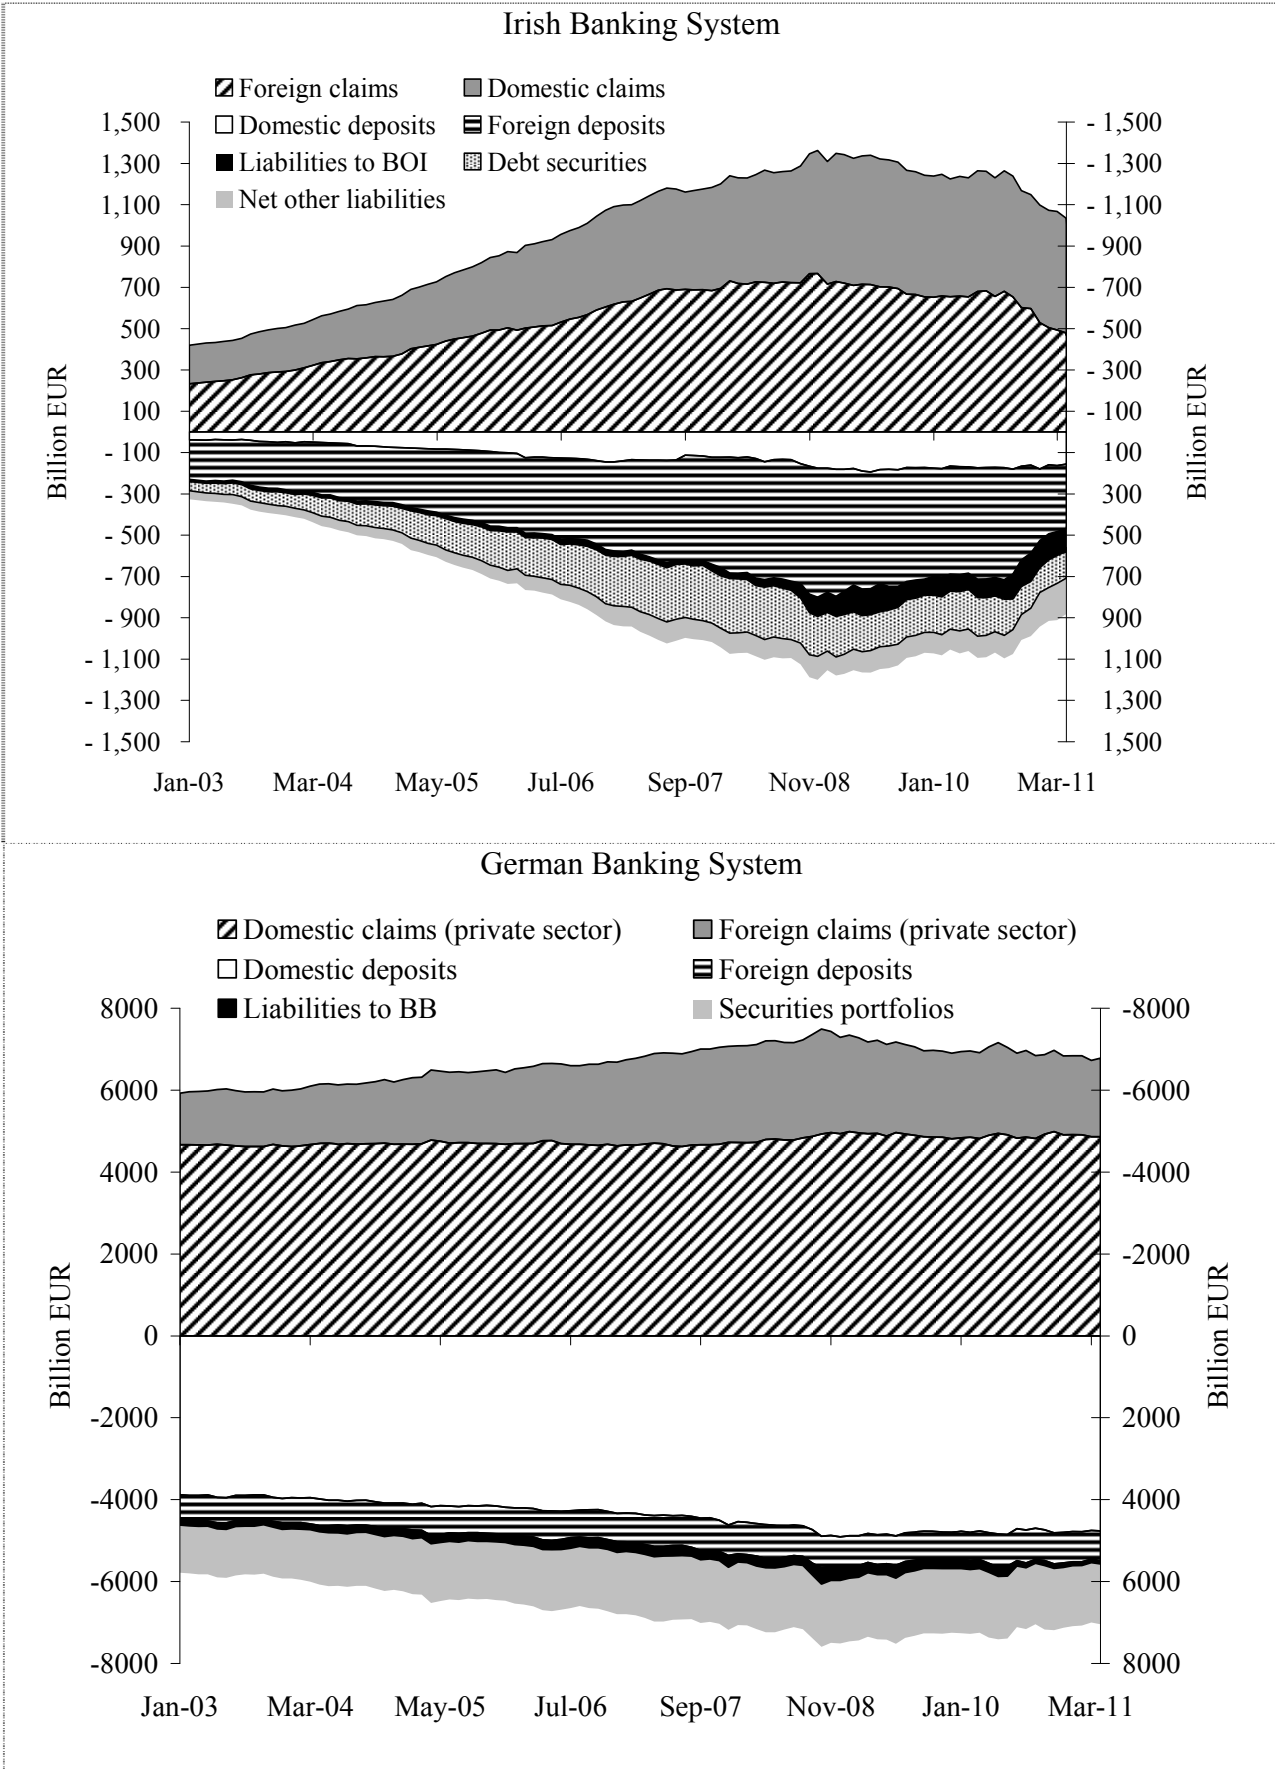 Irish Banking System
Foreign claims Domestic claims
Domestic deposits Foreign deposits
Liabilities to BOI Debt securities
Net other liabilities
1,500 - 1,500
1,300 - 1,300
1,100 - 1,100
900 - 900
700 - 700
500 - 500
300 - 300
100 - 100
- 100 100
- 300 300
- 500 500
- 700 700
- 900 900
- 1,100 1,100
- 1,300 1,300
- 1,500 1,500
Billion EUR
Billion EUR
Jan-03 Mar-04 May-05 Jul-06 Sep-07 Nov-08 Jan-10 Mar-11
German Banking System
Domestic claims (private sector) Foreign claims (private sector)
Domestic deposits Foreign deposits
Liabilities to BB Securities portfolios
8000 -8000
6000 -6000
4000 -4000
2000 -2000
0 0
-2000 2000
-4000 4000
-6000 6000
-8000 8000
Billion EUR
Billion EUR
Jan-03 Mar-04 May-05 Jul-06 Sep-07 Nov-08 Jan-10 Mar-11